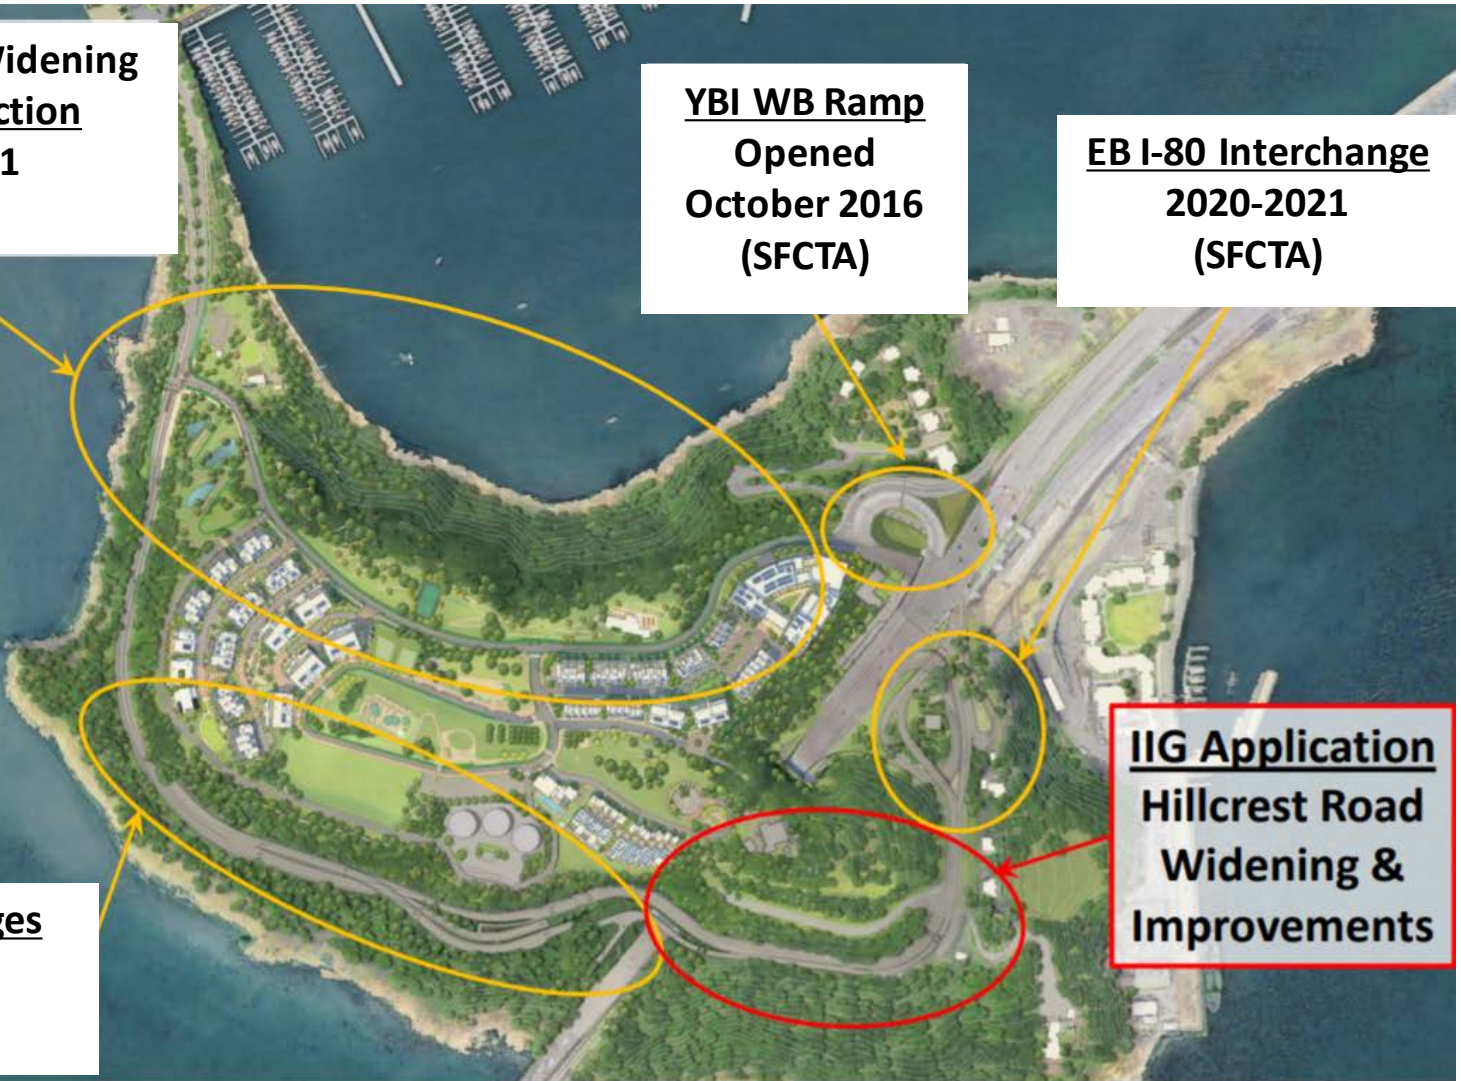 Widening
ction
1
YBI WB Ramp
Opened
October 2016
(SFCTA)
EB I-80 Interchange
2020-2021
(SFCTA)
IIG Application
Hillcrest Road
Widening &
Improvements
ges